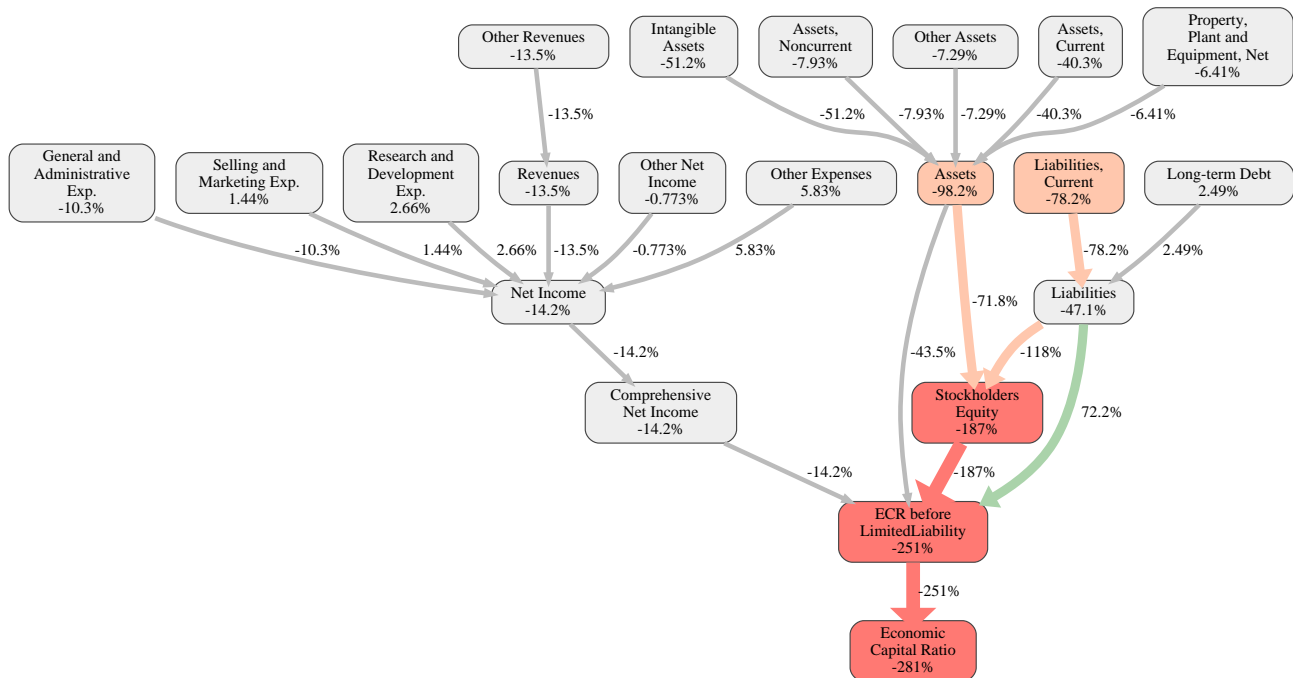 Other Revenues
-13.5%
Intangible
Assets
-51.2%
Assets,
Noncurrent
-7.93%
Other Assets
-7.29%
Assets,
Current
-40.3%
Property,
Plant and
Equipment, Net
-6.41%
-13.5%
-51.2%
-7.93%
-7.29%
-40.3%
-6.41%
General and
Administrative
Exp.
-10.3%
Selling and
Marketing Exp.
1.44%
Research and
Development
Exp.
2.66%
Revenues
-13.5%
Other Net
Income
-0.773%
Other Expenses
5.83%
Assets
-98.2%
Liabilities,
Current
-78.2%
Long-term Debt
2.49%
-10.3%
1.44%
2.66%
-13.5%
-0.773%
5.83%
-78.2%
2.49%
Net Income
-14.2%
-71.8%
Liabilities
-47.1%
-14.2%
-43.5%
-118%
Comprehensive
Net Income
-14.2%
Stockholders
Equity
-187%
72.2%
-14.2%
-187%
ECR before
LimitedLiability
-251%
-251%
Economic
Capital Ratio
-281%